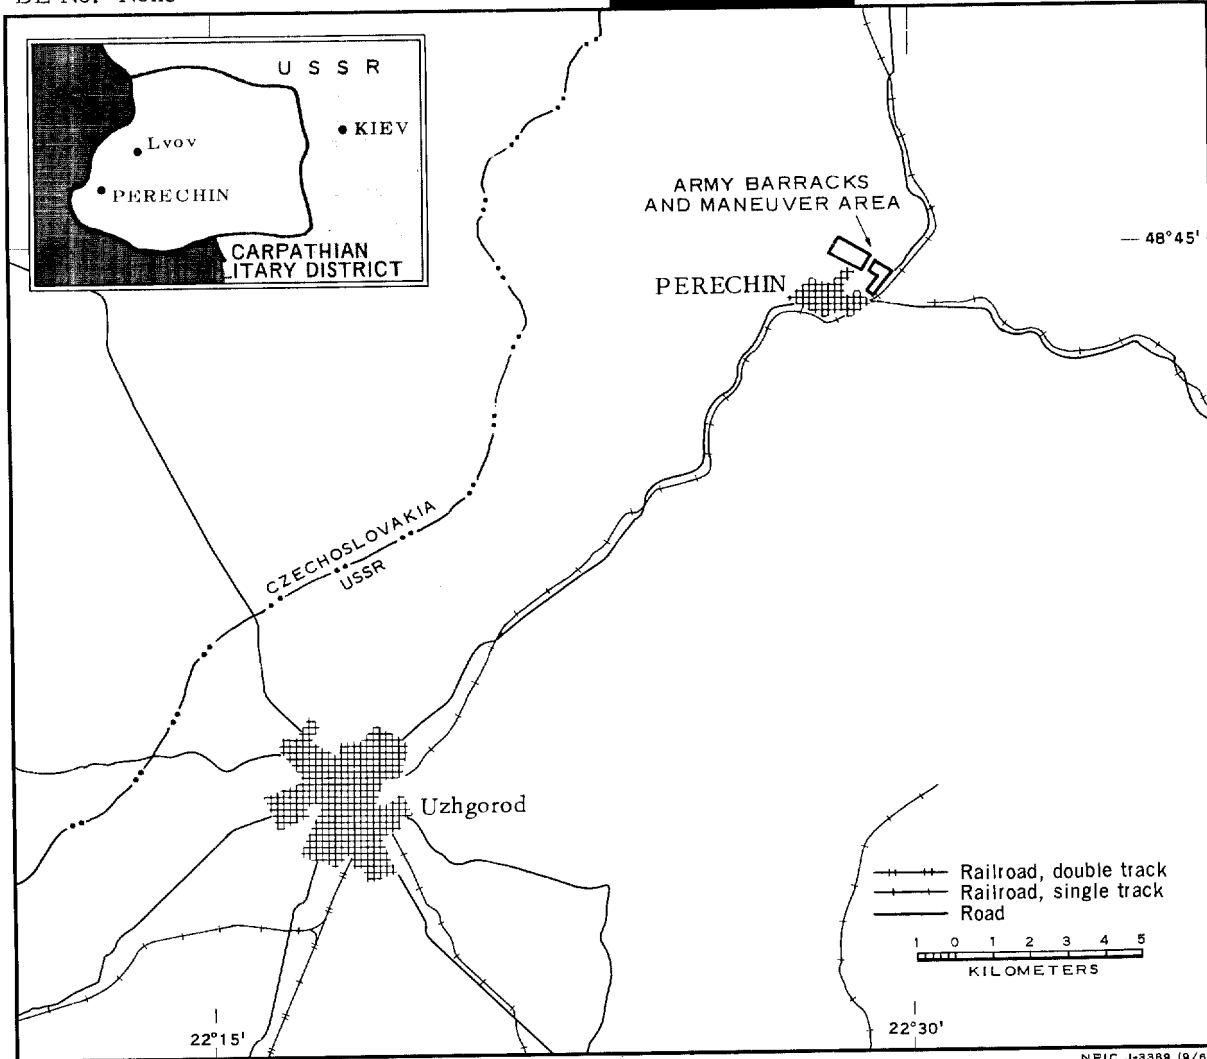 U S S R
KIEV
Lvov
PERECHIN
CARPATHIAN
LITARY DISTRICT
ARMY BARRACKS
AND MANEUVER AREA
48°45'
PERECHIN
CZECHOSLOVAKIA
USSR
Uzhgorod
Railroad, double track
Railroad, single track
Road
1 0 1 2 3 4 5
KILOMETERS
22°15'
22°30'